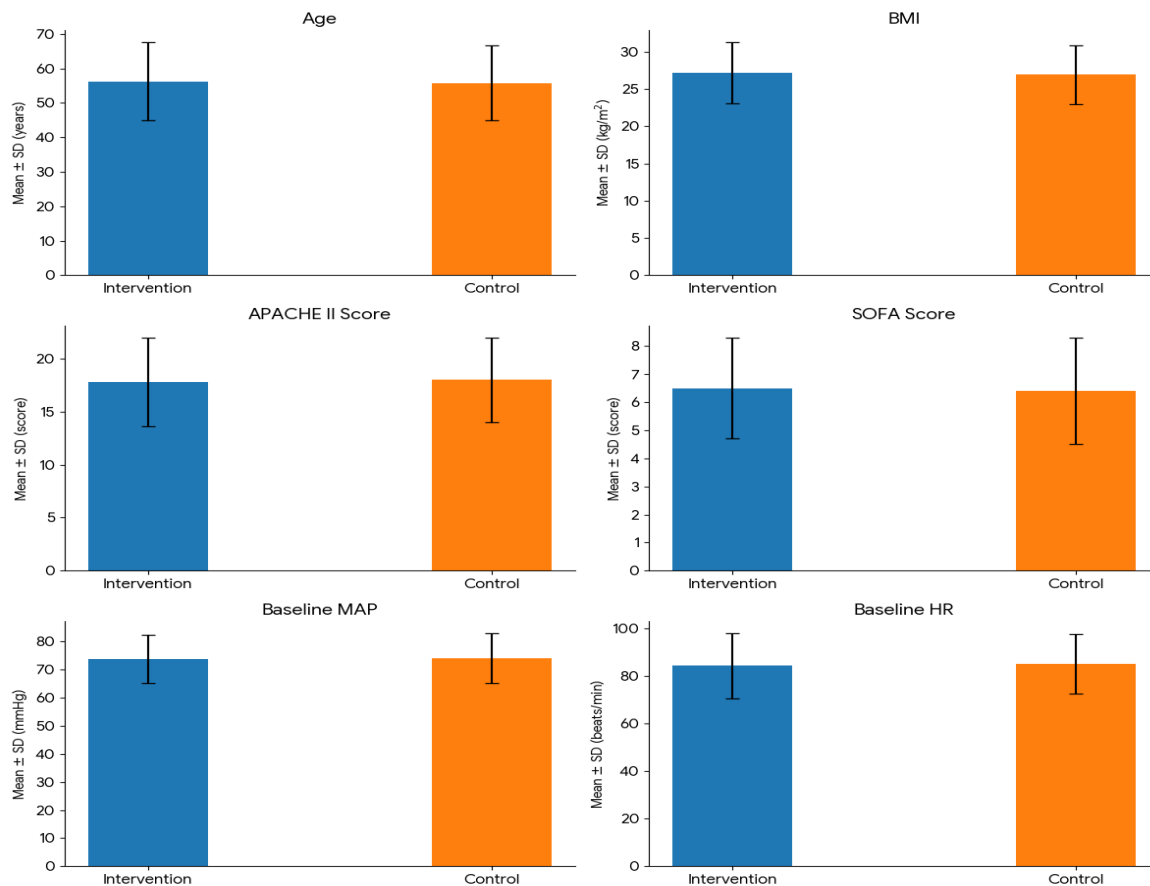 Age
Mean ± SD (years)
70
60
50
40
30
20
10
0
Intervention
Control
BMI
Mean ± SD (kg/m²)
30
25
20
15
10
5
0
Intervention
Control
APACHE II Score
Mean ± SD (score)
20
15
10
5
0
Intervention
Control
SOFA Score
Mean ± SD (score)
8
7
6
5
4
3
2
1
0
Intervention
Control
Baseline MAP
Mean ± SD (mmHg)
80
70
60
50
40
30
20
10
0
Intervention
Control
Baseline HR
Mean ± SD (beats/min)
100
80
60
40
20
0
Intervention
Control